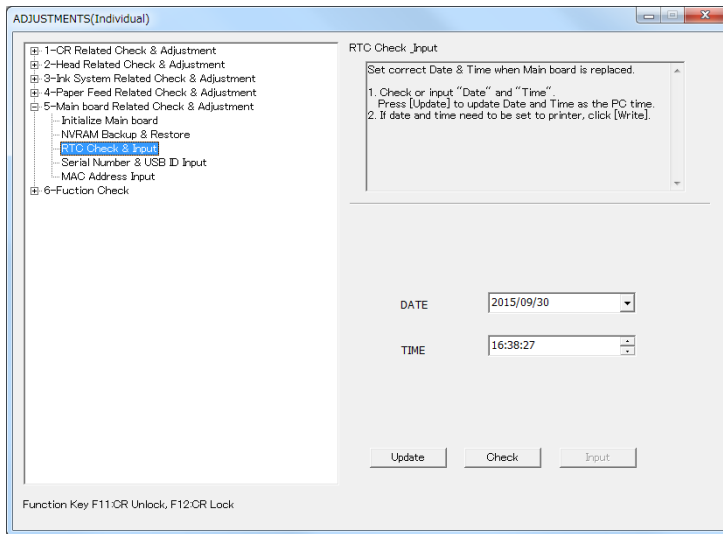 ADJUSTMENTS(Individual)
1-CR Related Check & Adjustment
2-Head Related Check & Adjustment
3-Ink System Related Check & Adjustment
4-Paper Feed Related Check & Adjustment
5-Main board Related Check & Adjustment
Initialize Main board
NVRAM Backup & Restore
RTC Check & Input
Serial Number & USB ID Input
MAC Address Input
6-Fuction Check
RTC Check _Input
Set correct Date & Time when Main board is replaced.
1. Check or input "Date" and "Time".
Press [Update] to update Date and Time as the PC time.
2. If date and time need to be set to printer, click [Write].
DATE
2015/09/30
TIME
16:38:27
Update
Check
Input
Function Key F11:CR Unlock, F12:CR Lock